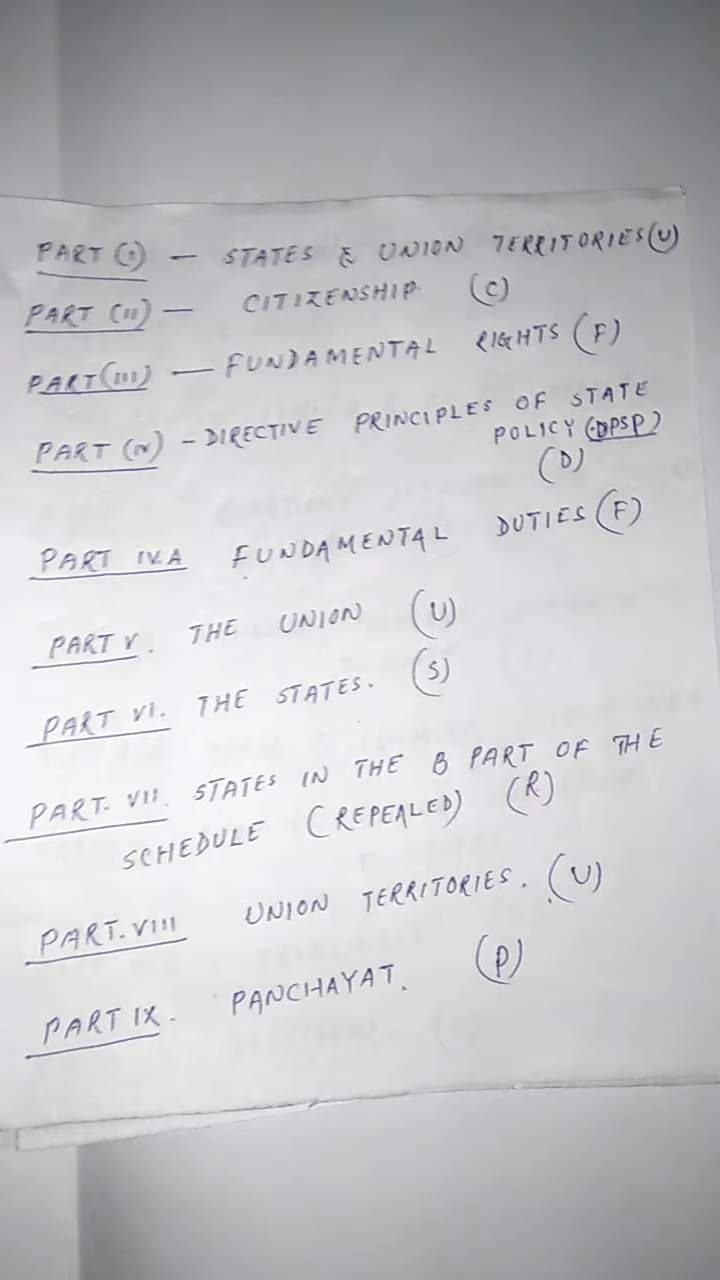 PART (I) — STATES & UNION TERRITORIES (U)
PART (II) — CITIZENSHIP (C)
PART (III) — FUNDAMENTAL RIGHTS (F)
PART (IV) - DIRECTIVE PRINCIPLES OF STATE
POLICY (DPSP)
(D)
PART IV.A FUNDAMENTAL DUTIES (F)
PART V. THE UNION (U)
PART VI. THE STATES. (S)
PART. VII. STATES IN THE B PART OF THE
SCHEDULE (REPEALED) (R)
PART. VIII UNION TERRITORIES. (U)
PART IX. PANCHAYAT. (P)